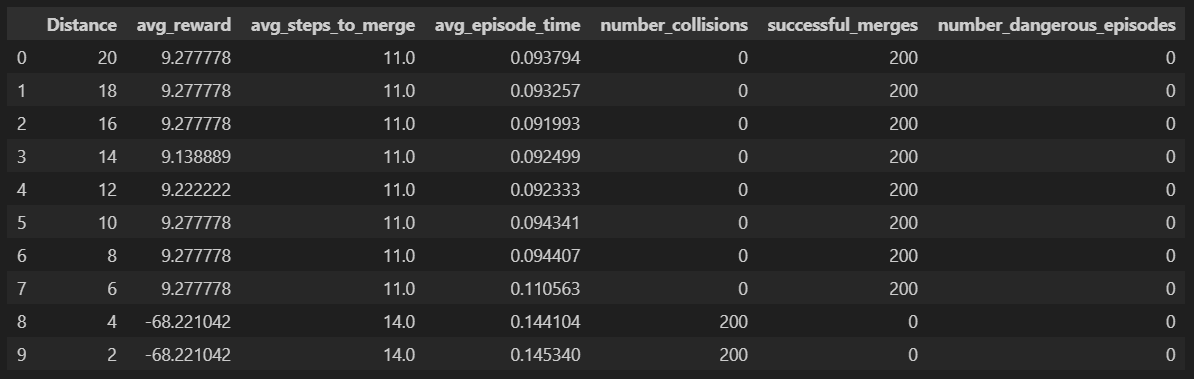 Distance avg_reward avg_steps_to_merge avg_episode_time number_collisions successful_merges number_dangerous_episodes
0 20 9.277778 11.0 0.093794 0 200 0
1 18 9.277778 11.0 0.093257 0 200 0
2 16 9.277778 11.0 0.091993 0 200 0
3 14 9.138889 11.0 0.092499 0 200 0
4 12 9.222222 11.0 0.092333 0 200 0
5 10 9.277778 11.0 0.094341 0 200 0
6 8 9.277778 11.0 0.094407 0 200 0
7 6 9.277778 11.0 0.110563 0 200 0
8 4 -68.221042 14.0 0.144104 200 0 0
9 2 -68.221042 14.0 0.145340 200 0 0